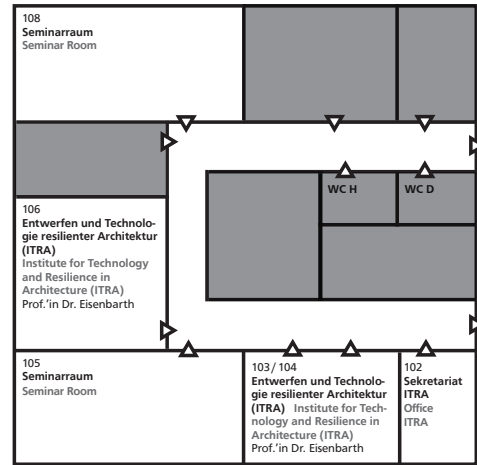 108
Seminarraum
Seminar Room
WC H
WC D
106
Entwerfen und Technolo-
gie resilienter Architektur
(ITRA)
Institute for Technology
and Resilience in
Architecture (ITRA)
Prof.'in Dr. Eisenbarth
105
Seminarraum
Seminar Room
103/104
Entwerfen und Technolo-
gie resilienter Architektur
(ITRA) Institute for Tech-
nology and Resilience in
Architecture (ITRA)
Prof.'in Dr. Eisenbarth
102
Sekretariat
ITRA
Office
ITRA